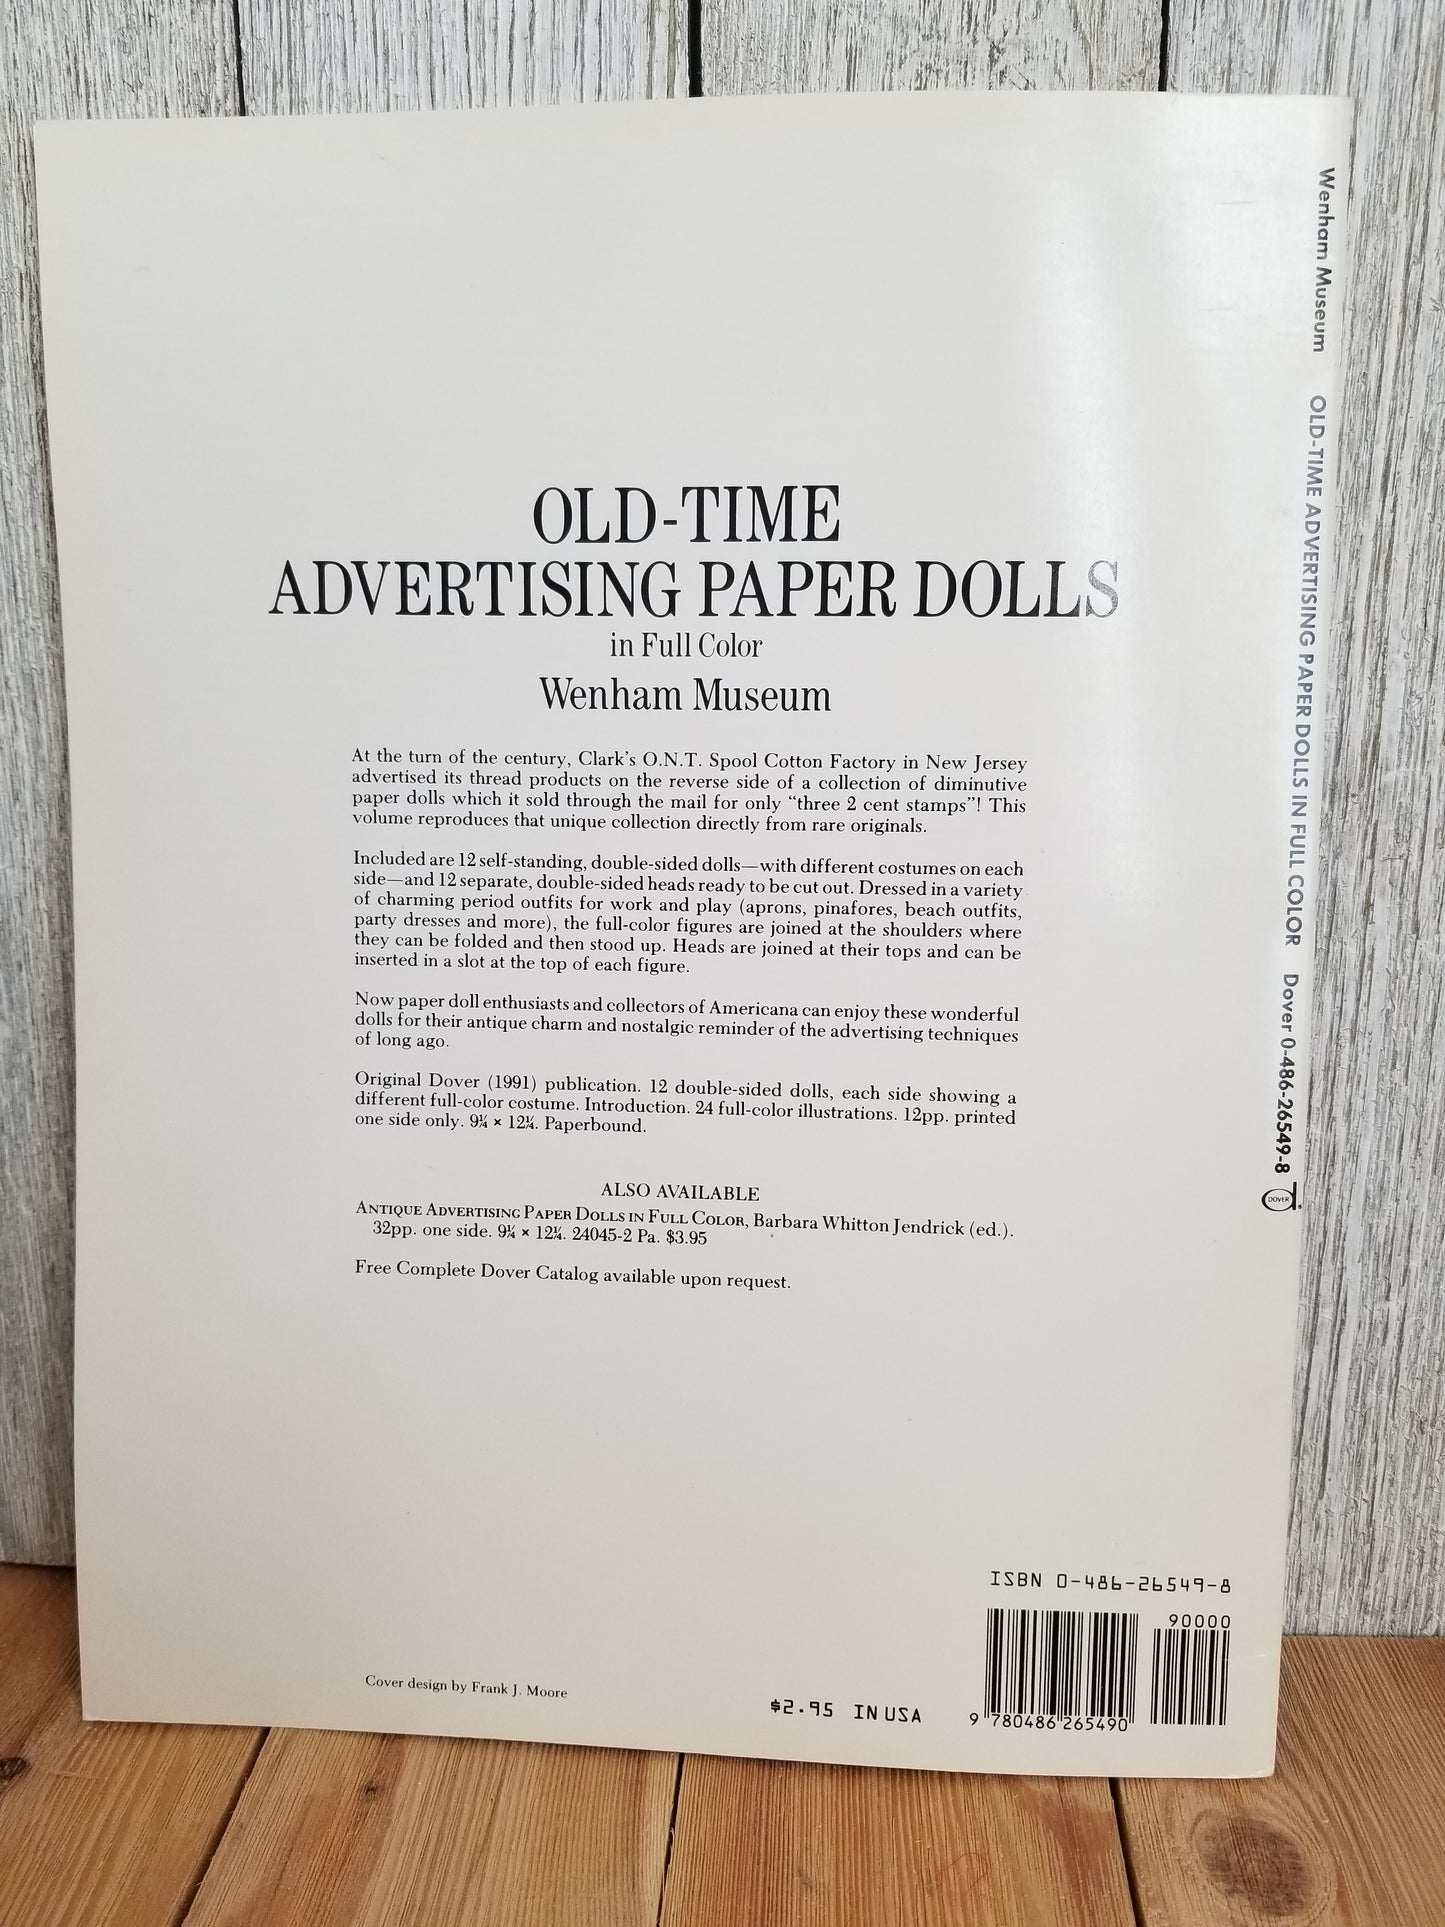 OLD-TIME
ADVERTISING PAPER DOLLS
in Full Color
Wenham Museum
At the turn of the century, Clark's O.N.T. Spool Cotton Factory in New Jersey
advertised its thread products on the reverse side of a collection of diminutive
paper dolls which it sold through the mail for only "three 2 cent stamps"! This
volume reproduces that unique collection directly from rare originals.
Included are 12 self-standing, double-sided dolls—with different costumes on each
side—and 12 separate, double-sided heads ready to be cut out. Dressed in a variety
of charming period outfits for work and play (aprons, pinafores, beach outfits,
party dresses and more), the full-color figures are joined at the shoulders where
they can be folded and then stood up. Heads are joined at their tops and can be
inserted in a slot at the top of each figure.
Now paper doll enthusiasts and collectors of Americana can enjoy these wonderful
dolls for their antique charm and nostalgic reminder of the advertising techniques
of long ago.
Original Dover (1991) publication. 12 double-sided dolls, each side showing a
different full-color costume. Introduction. 24 full-color illustrations. 12pp. printed
one side only. 9¼ × 12¼. Paperbound.
ALSO AVAILABLE
ANTIQUE ADVERTISING PAPER DOLLS IN FULL COLOR, Barbara Whitton Jendrick (ed.).
32pp. one side. 9¼ × 12¼. 24045-2 Pa. $3.95
Free Complete Dover Catalog available upon request.
Cover design by Frank J. Moore
$2.95 IN USA
ISBN 0-486-26549-8
90000
9 780486 265490
Wenham Museum OLD-TIME ADVERTISING PAPER DOLLS IN FULL COLOR Dover 0-486-26549-8
DOVER